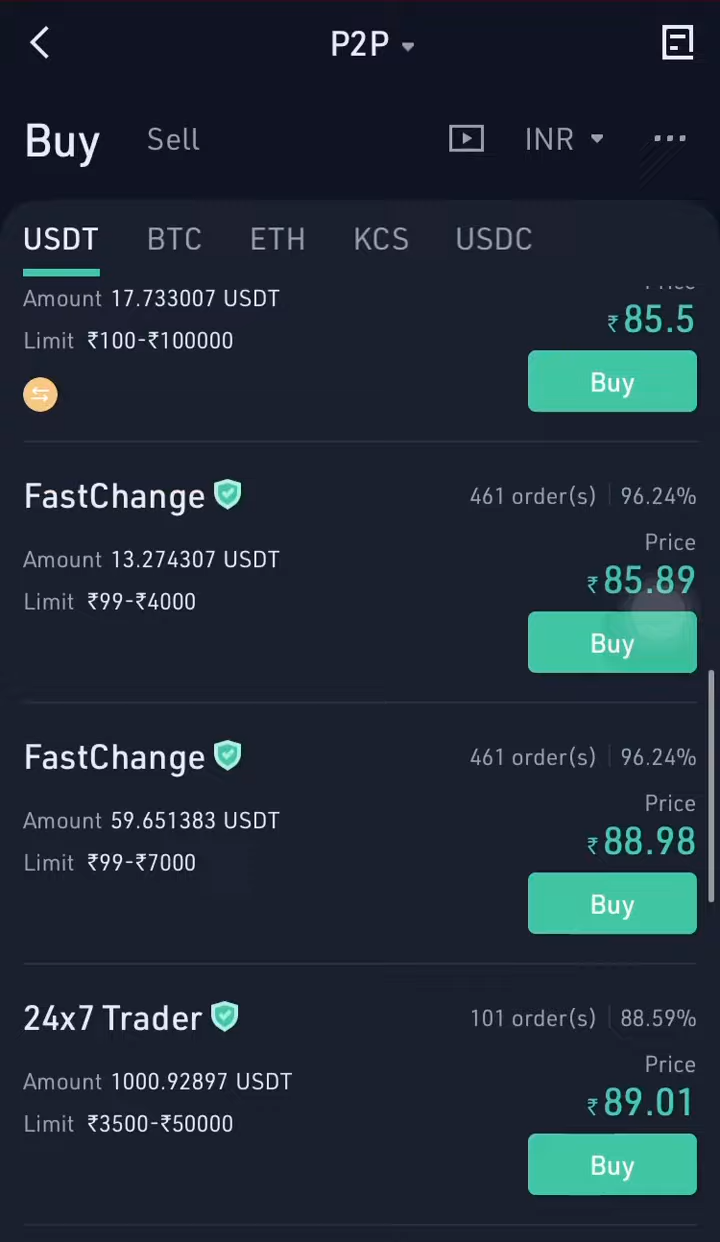 P2P
Buy Sell INR
USDT BTC ETH KCS USDC
Amount 17.733007 USDT
₹85.5
Limit ₹100-₹100000
Buy
FastChange 461 order(s) 96.24%
Price
Amount 13.274307 USDT
₹85.89
Limit ₹99-₹4000
Buy
FastChange 461 order(s) 96.24%
Price
Amount 59.651383 USDT
₹88.98
Limit ₹99-₹7000
Buy
24x7 Trader 101 order(s) 88.59%
Price
Amount 1000.92897 USDT
₹89.01
Limit ₹3500-₹50000
Buy